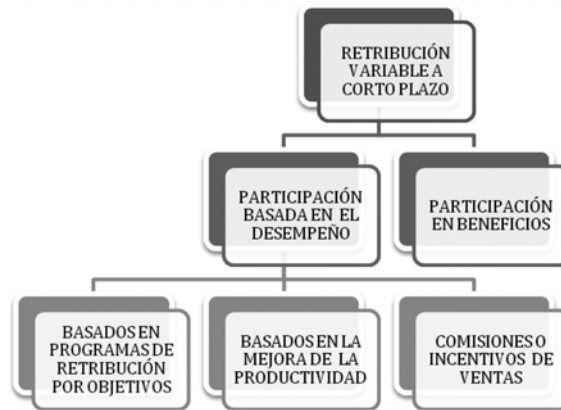 RETRIBUCIÓN
VARIABLE A
CORTO PLAZO
PARTICIPACIÓN
BASADA EN EL
DESEMPEÑO
PARTICIPACIÓN
EN BENEFICIOS
BASADOS EN
PROGRAMAS DE
RETRIBUCIÓN
POR OBJETIVOS
BASADOS EN LA
MEJORA DE LA
PRODUCTIVIDAD
COMISIONES O
INCENTIVOS DE
VENTAS